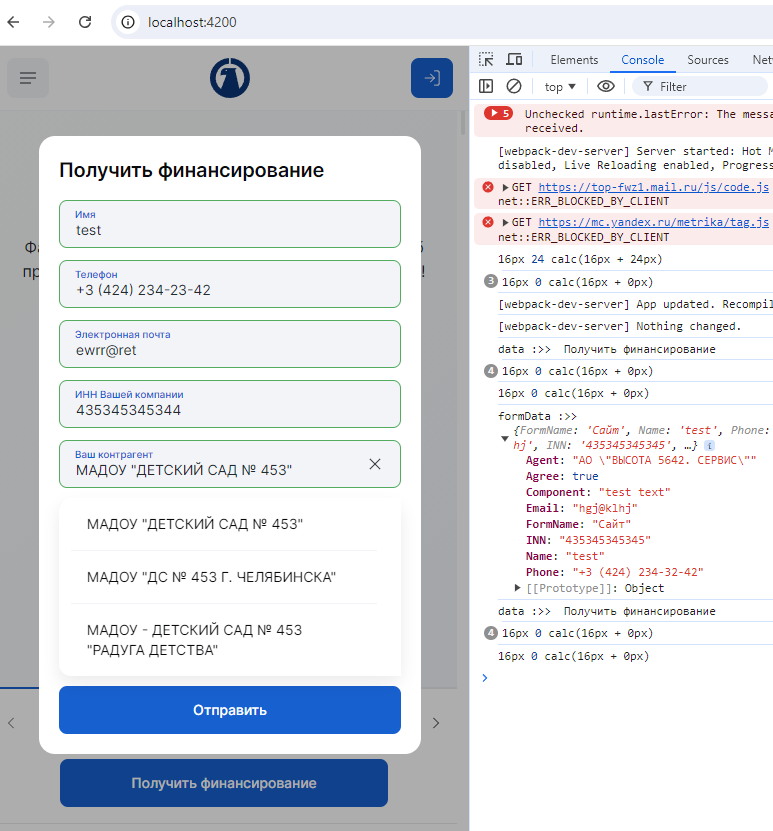 localhost:4200
Получить финансирование
Имя
test
Телефон
+3 (424) 234-23-42
Электронная почта
ewrr@ret
ИНН Вашей компании
435345345344
Ваш контрагент
МАДОУ "ДЕТСКИЙ САД № 453"
МАДОУ "ДЕТСКИЙ САД № 453"
МАДОУ "ДС № 453 Г. ЧЕЛЯБИНСКА"
МАДОУ - ДЕТСКИЙ САД № 453
"РАДУГА ДЕТСТВА"
Отправить
Получить финансирование
Elements Console Sources
top Filter
5 Unchecked runtime.lastError: The
received.
[webpack-dev-server] Server started: Hot
disabled, Live Reloading enabled,
GET https://top-fwz1.mail.ru/js/code.js
net::ERR_BLOCKED_BY_CLIENT
GET https://mc.yandex.ru/metrika/tag.js
net::ERR_BLOCKED_BY_CLIENT
16px 24 calc(16px + 24px)
3 16px 0 calc(16px + 0px)
[webpack-dev-server] App updated.
[webpack-dev-server] Nothing changed.
data :>> Получить финансирование
4 16px 0 calc(16px + 0px)
16px 0 calc(16px + 0px)
formData :>>
{FormName: 'Сайт', Name: 'test', Phone:
hj', INN: '435345345345', …}
Agent: "АО \"ВЫСОТА 5642. СЕРВИС\""
Agree: true
Component: "test text"
Email: "hgj@klhj"
FormName: "Сайт"
INN: "435345345345"
Name: "test"
Phone: "+3 (424) 234-32-42"
[[Prototype]]: Object
data :>> Получить финансирование
4 16px 0 calc(16px + 0px)
16px 0 calc(16px + 0px)